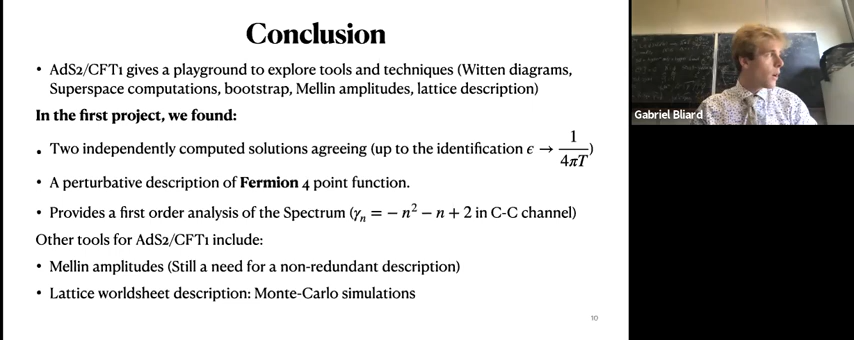 Conclusion
• AdS2/CFT1 gives a playground to explore tools and techniques (Witten diagrams,
Superspace computations, bootstrap, Mellin amplitudes, lattice description)
In the first project, we found:
• Two independently computed solutions agreeing (up to the identification ϵ → 1/4πT)
• A perturbative description of Fermion 4 point function.
• Provides a first order analysis of the Spectrum (γₙ = − n² − n + 2 in C-C channel)
Other tools for AdS2/CFT1 include:
• Mellin amplitudes (Still a need for a non-redundant description)
• Lattice worldsheet description: Monte-Carlo simulations
10
Gabriel Bliard